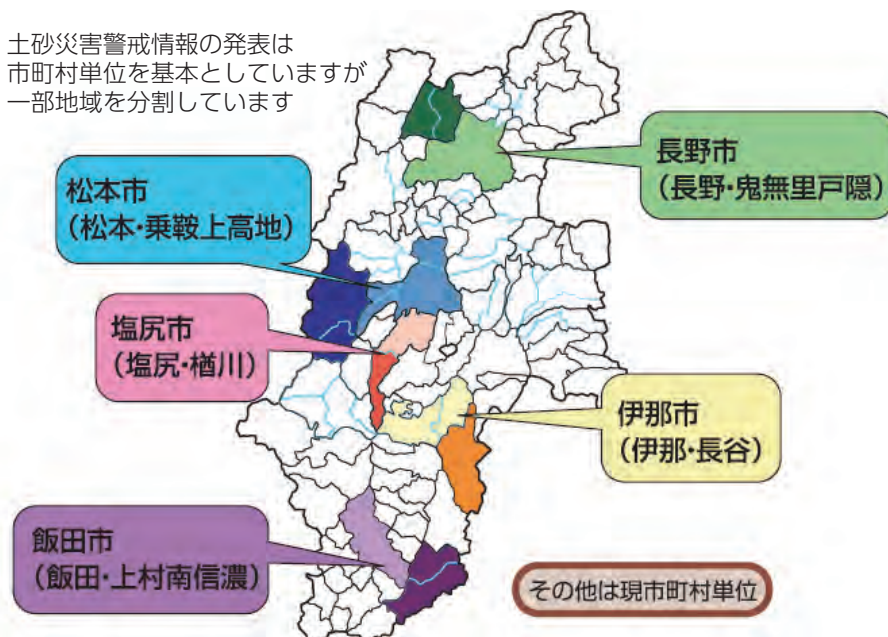 土砂災害警戒情報の発表は
市町村単位を基本としていますが
一部地域を分割しています
長野市
(長野・鬼無里戸隠)
松本市
(松本・乗鞍上高地)
塩尻市
(塩尻・楢川)
伊那市
(伊那・長谷)
飯田市
(飯田・上村南信濃)
その他は現市町村単位